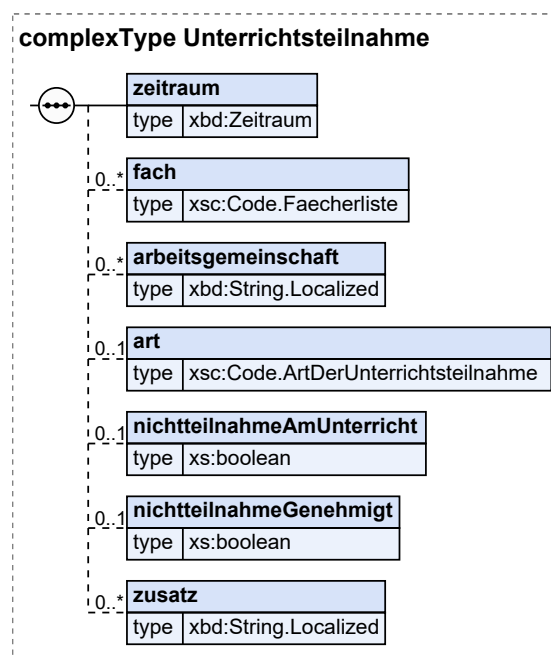 complexType Unterrichtsteilnahme
zeitraum
type xbd:Zeitraum
0..* fach
type xsc:Code.Faecherliste
0..* arbeitsgemeinschaft
type xbd:String.Localized
0..1 art
type xsc:Code.ArtDerUnterrichtsteilnahme
0..1 nichtteilnahmeAmUnterricht
type xs:boolean
0..1 nichtteilnahmeGenehmigt
type xs:boolean
0..* zusatz
type xbd:String.Localized